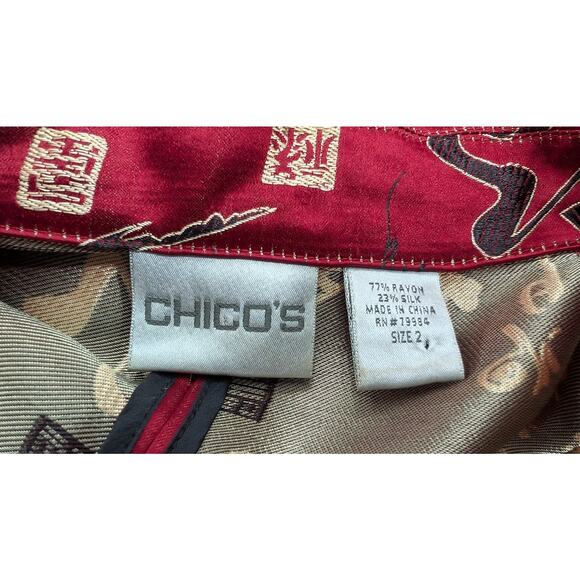 CHICO'S
77% RAYON
23% SILK
MADE IN CHINA
RN# 79984
SIZE 2